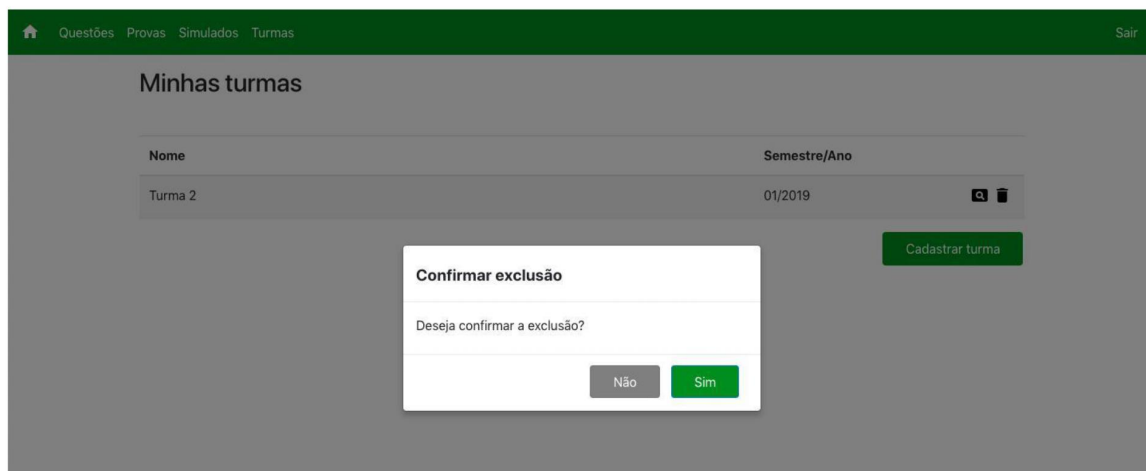 Questões Provas Simulados Turmas Sair
Minhas turmas
Nome Semestre/Ano
Turma 2 01/2019
Cadastrar turma
Confirmar exclusão
Deseja confirmar a exclusão?
Não Sim